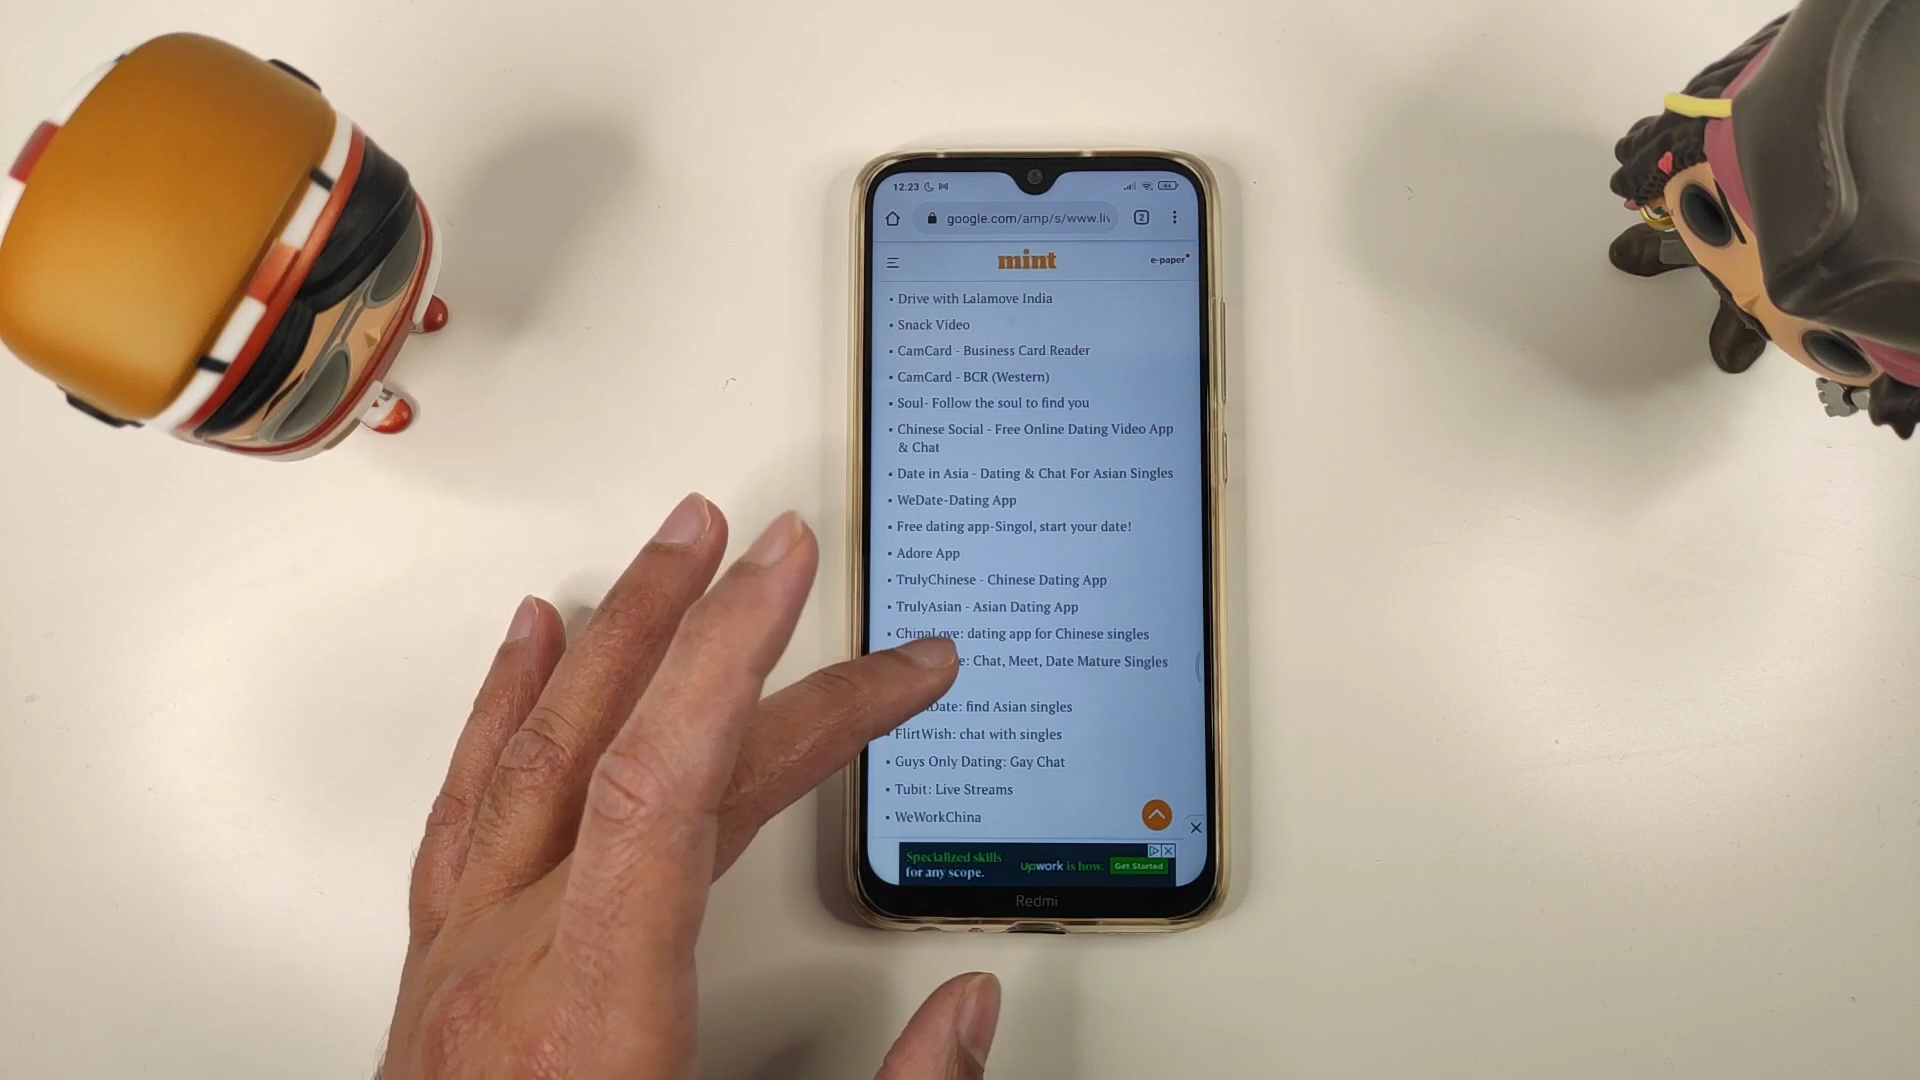 12:23
google.com/amp/s/www.liv
2
mint
e-paper
Drive with Lalamove India
Snack Video
CamCard - Business Card Reader
CamCard - BCR (Western)
Soul- Follow the soul to find you
Chinese Social - Free Online Dating Video App
& Chat
Date in Asia - Dating & Chat For Asian Singles
WeDate-Dating App
Free dating app-Singol, start your date!
Adore App
TrulyChinese - Chinese Dating App
TrulyAsian - Asian Dating App
ChinaLove: dating app for Chinese singles
e: Chat, Meet, Date Mature Singles
Date: find Asian singles
FlirtWish: chat with singles
Guys Only Dating: Gay Chat
Tubit: Live Streams
WeWorkChina
Specialized skills
for any scope.
Upwork is how.
Get Started
Redmi